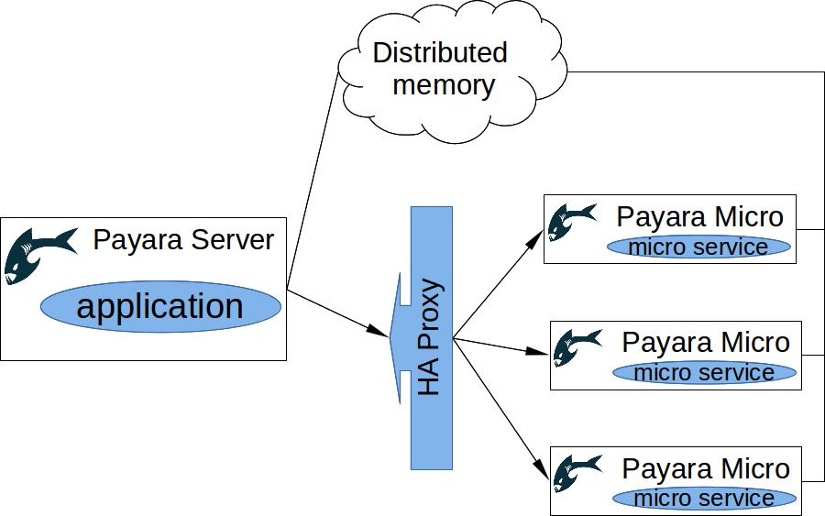 Distributed
memory
Payara Server
application
HA Proxy
Payara Micro
micro service
Payara Micro
micro service
Payara Micro
micro service